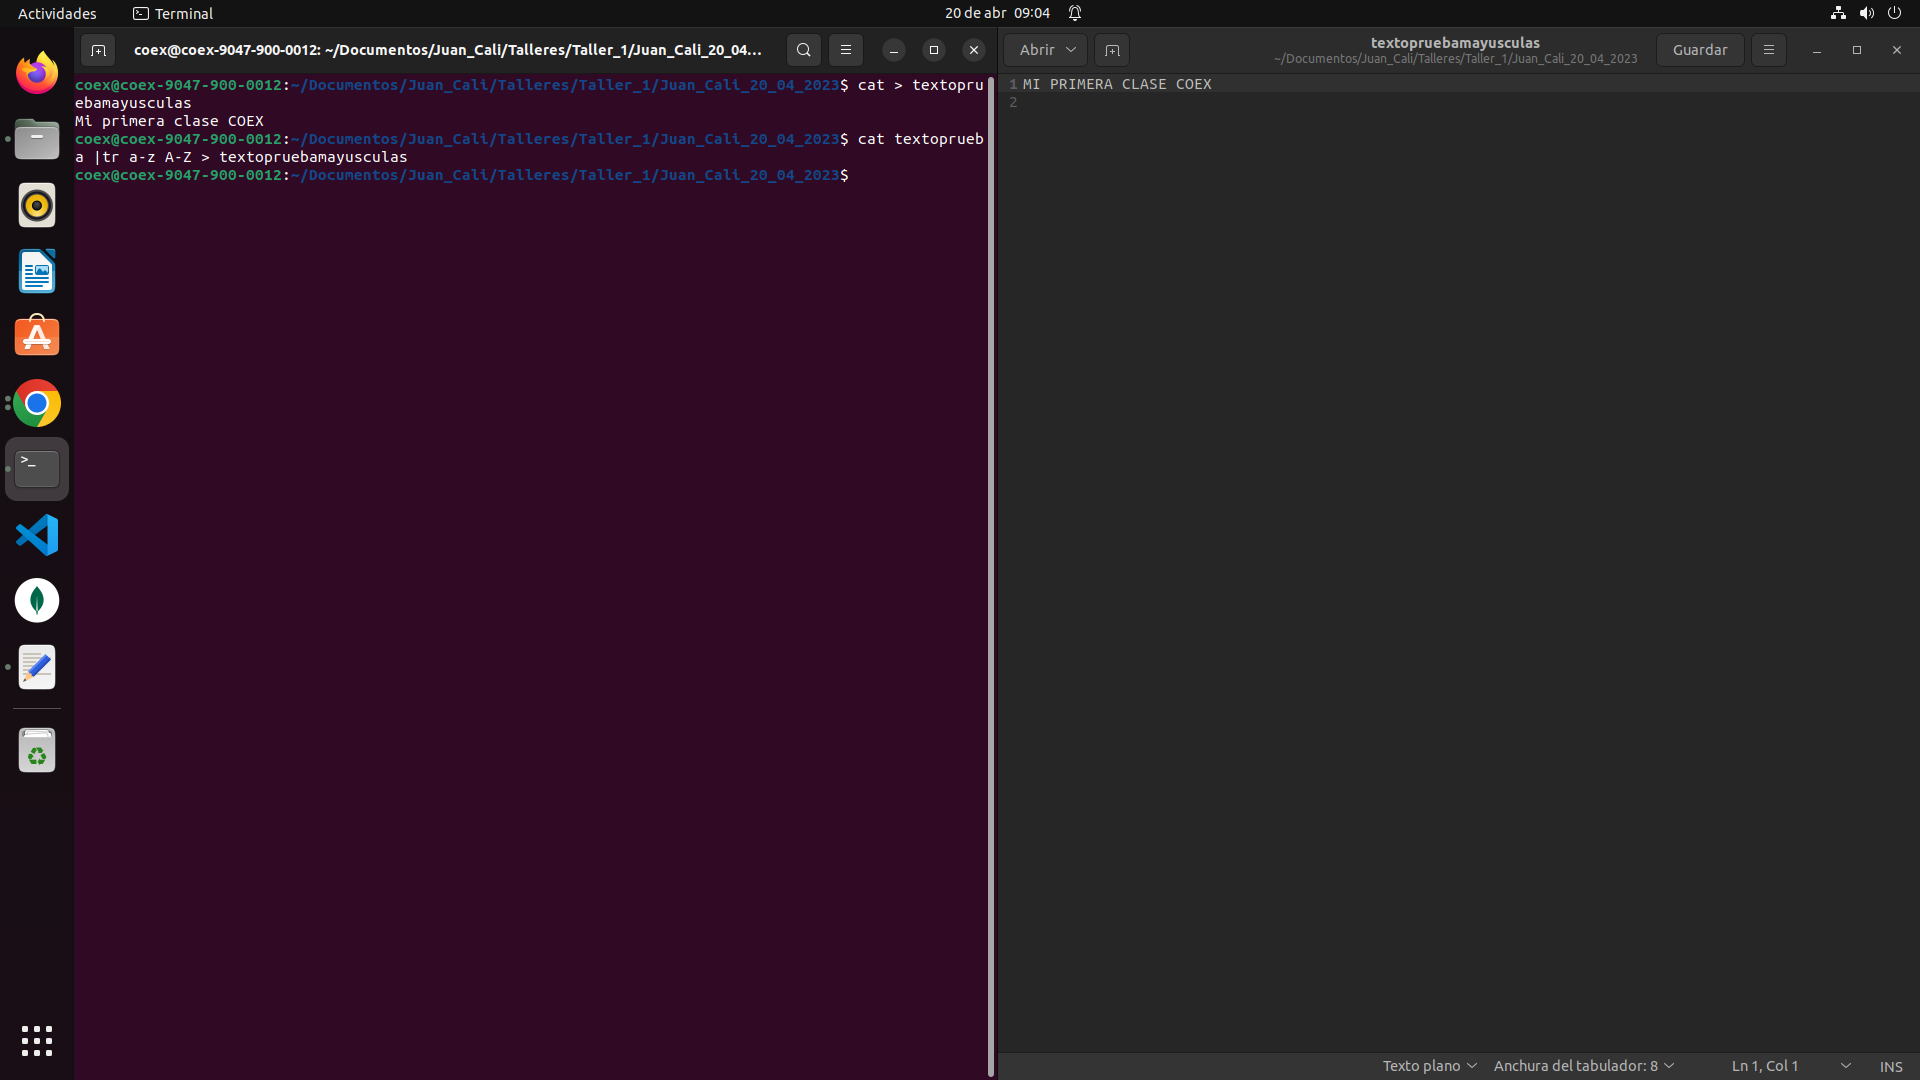 Actividades
Terminal
20 de abr 09:04
coex@coex-9047-900-0012: ~/Documentos/Juan_Cali/Talleres/Taller_1/Juan_Cali_20_04...
coex@coex-9047-900-0012:~/Documentos/Juan_Cali/Talleres/Taller_1/Juan_Cali_20_04_2023$ cat > textopru
ebamayusculas
Mi primera clase COEX
coex@coex-9047-900-0012:~/Documentos/Juan_Cali/Talleres/Taller_1/Juan_Cali_20_04_2023$ cat textoprueb
a |tr a-z A-Z > textopruebamayusculas
coex@coex-9047-900-0012:~/Documentos/Juan_Cali/Talleres/Taller_1/Juan_Cali_20_04_2023$
>_
Abrir
textopruebamayusculas
~/Documentos/Juan_Cali/Talleres/Taller_1/Juan_Cali_20_04_2023
Guardar
1 MI PRIMERA CLASE COEX
2
Texto plano
Anchura del tabulador: 8
Ln 1, Col 1
INS